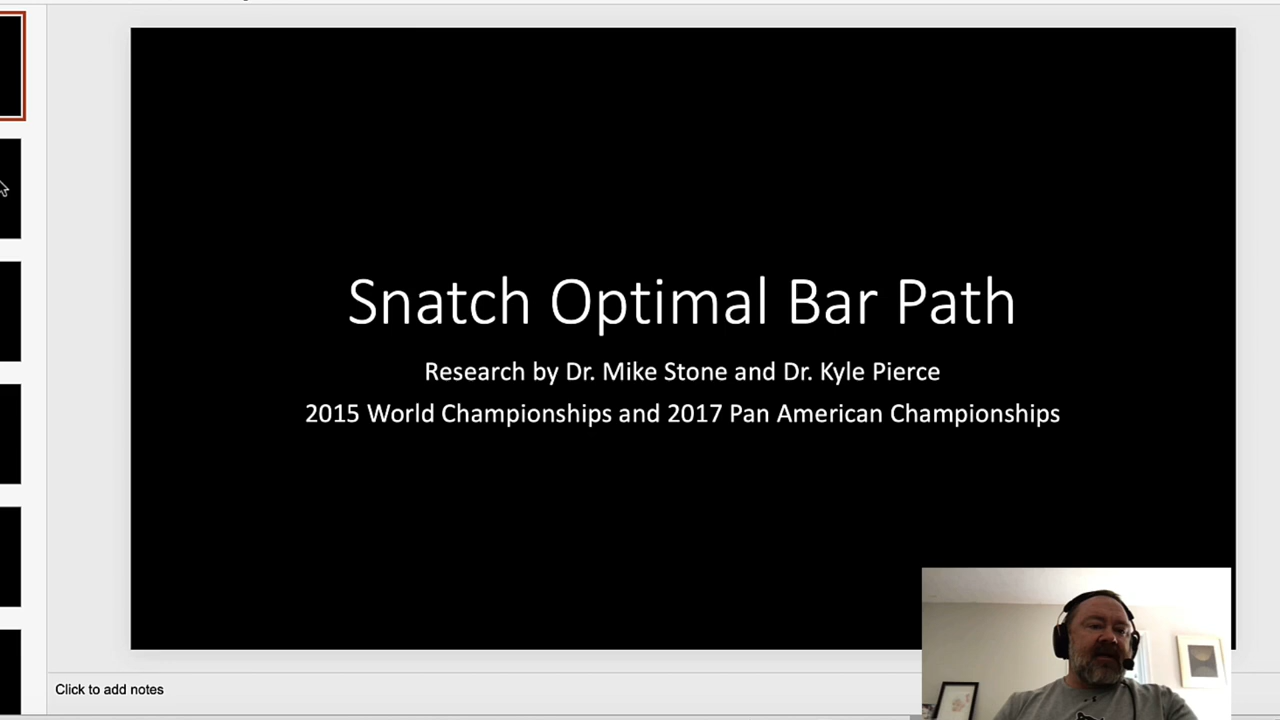 Snatch Optimal Bar Path
Research by Dr. Mike Stone and Dr. Kyle Pierce
2015 World Championships and 2017 Pan American Championships
Click to add notes